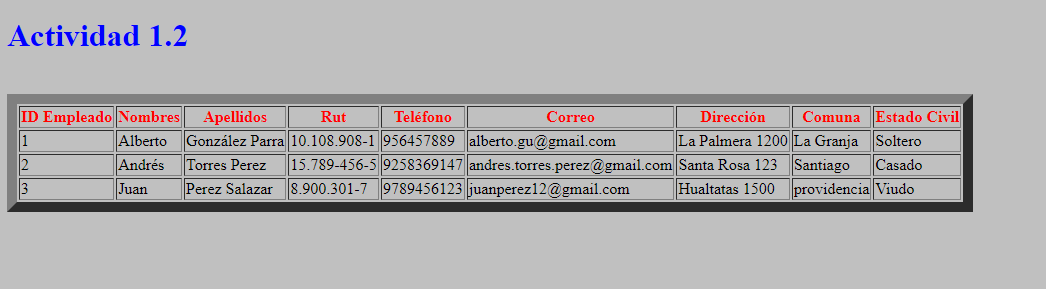 Actividad 1.2
ID Empleado Nombres Apellidos Rut Teléfono Correo Dirección Comuna Estado Civil
1 Alberto González Parra 10.108.908-1 956457889 alberto.gu@gmail.com La Palmera 1200 La Granja Soltero
2 Andrés Torres Perez 15.789-456-5 9258369147 andres.torres.perez@gmail.com Santa Rosa 123 Santiago Casado
3 Juan Perez Salazar 8.900.301-7 9789456123 juanperez12@gmail.com Hualtatas 1500 providencia Viudo